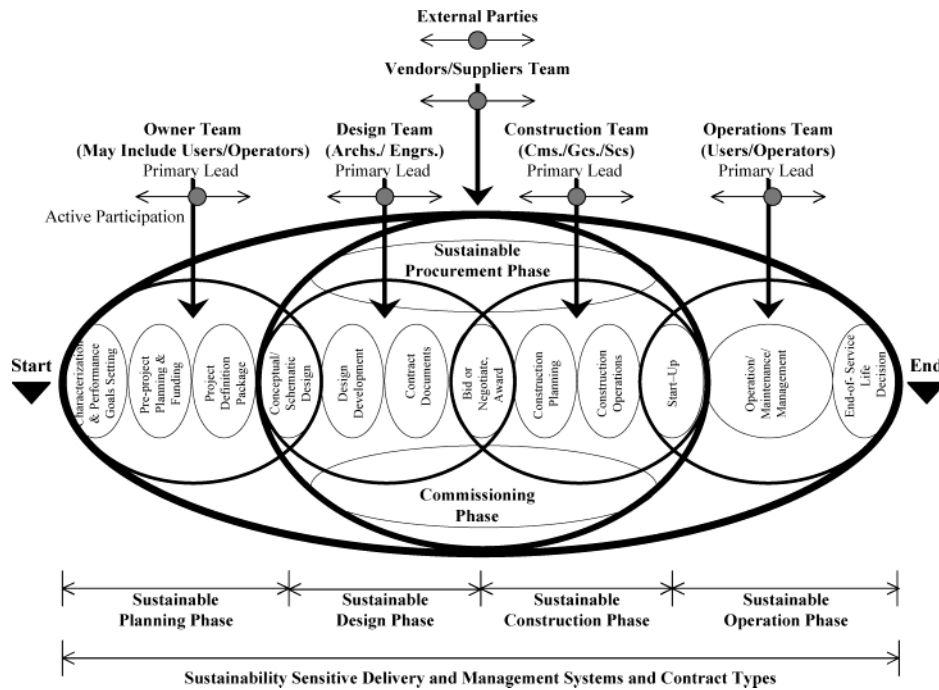 External Parties
Vendors/Suppliers Team
Owner Team
(May Include Users/Operators)
Primary Lead
Design Team
(Archs./ Engrs.)
Primary Lead
Construction Team
(Cms./Gcs./Scs)
Primary Lead
Operations Team
(Users/Operators)
Primary Lead
Active Participation
Sustainable
Procurement Phase
Start
Characterization
& Performance
Goals Setting
Pre-project
Planning &
Funding
Project
Definition
Package
Conceptual/
Schematic
Design
Design
Development
Contract
Documents
Bid or
Negotiate,
Award
Construction
Planning
Construction
Operations
Start–Up
Operation/
Maintenance/
Management
End-of- Service
Life
Decision
End
Commissioning
Phase
Sustainable
Planning Phase
Sustainable
Design Phase
Sustainable
Construction Phase
Sustainable
Operation Phase
Sustainability Sensitive Delivery and Management Systems and Contract Types